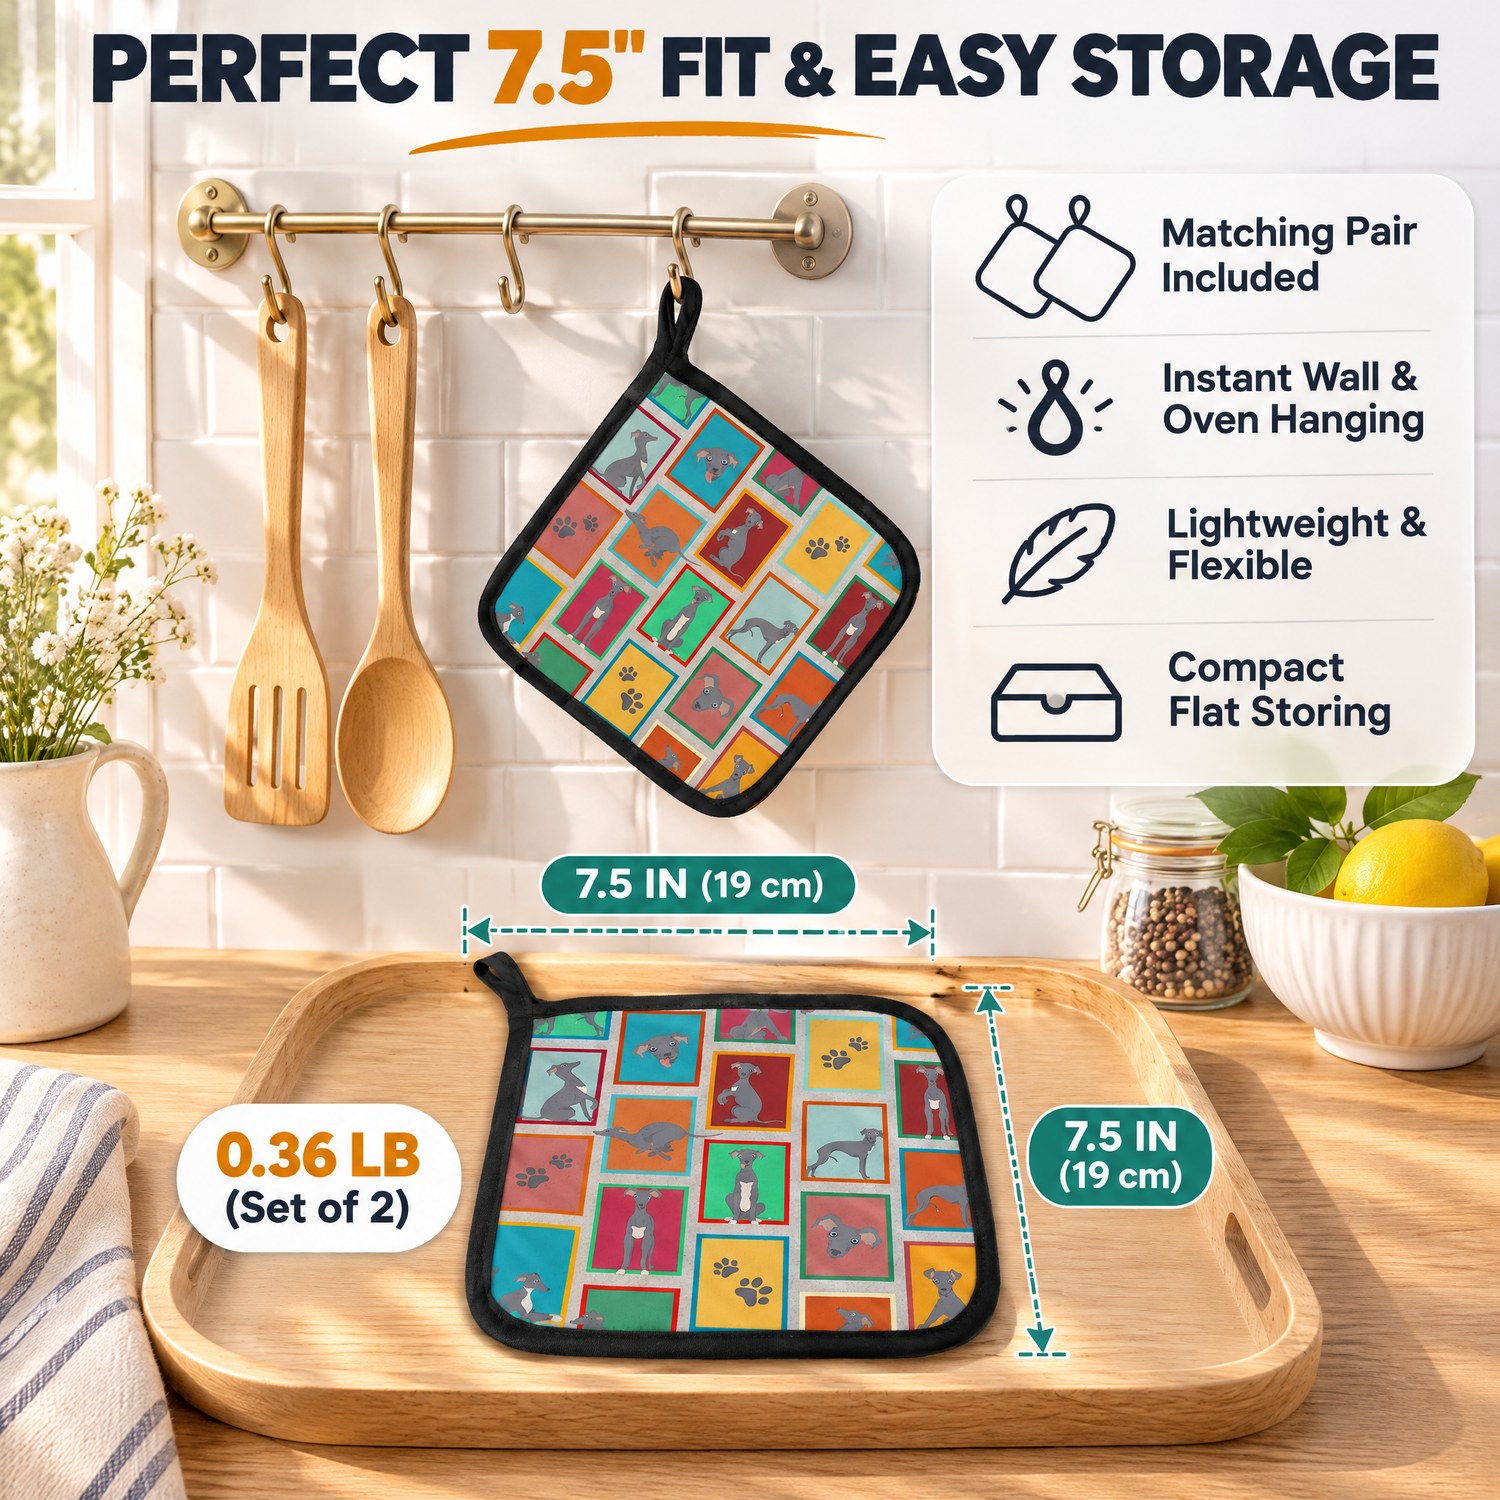 PERFECT 7.5" FIT & EASY STORAGE
Matching Pair
Included
Instant Wall &
Oven Hanging
Lightweight &
Flexible
Compact
Flat Storing
7.5 IN (19 cm)
0.36 LB
(Set of 2)
7.5 IN
(19 cm)